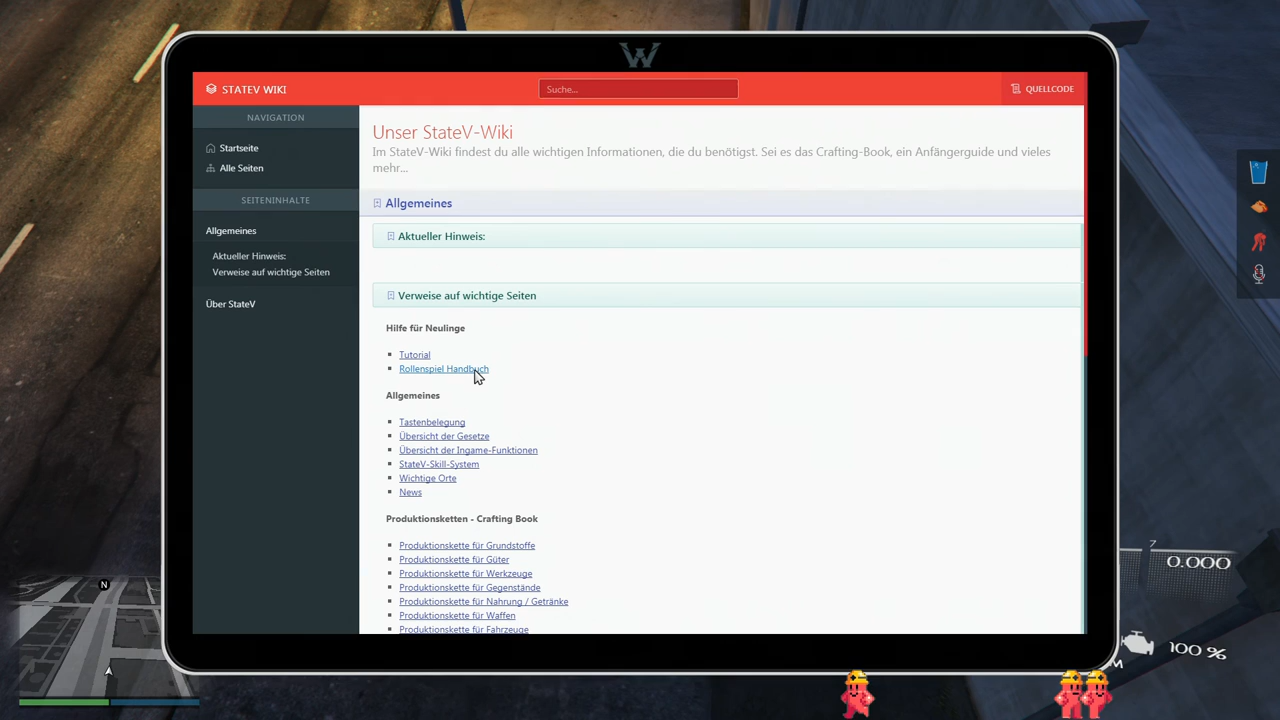 W
STATEV WIKI
Suche...
QUELLCODE
NAVIGATION
Startseite
Alle Seiten
SEITENINHALTE
Allgemeines
Aktueller Hinweis:
Verweise auf wichtige Seiten
Über StateV
Unser StateV-Wiki
Im StateV-Wiki findest du alle wichtigen Informationen, die du benötigst. Sei es das Crafting-Book, ein Anfängerguide und vieles
mehr...
Allgemeines
Aktueller Hinweis:
Verweise auf wichtige Seiten
Hilfe für Neulinge
Tutorial
Rollenspiel Handbuch
Allgemeines
Tastenbelegung
Übersicht der Gesetze
Übersicht der Ingame-Funktionen
StateV-Skill-System
Wichtige Orte
News
Produktionsketten - Crafting Book
Produktionskette für Grundstoffe
Produktionskette für Güter
Produktionskette für Werkzeuge
Produktionskette für Gegenstände
Produktionskette für Nahrung / Getränke
Produktionskette für Waffen
Produktionskette für Fahrzeuge
N
7
0.000
100 %
M